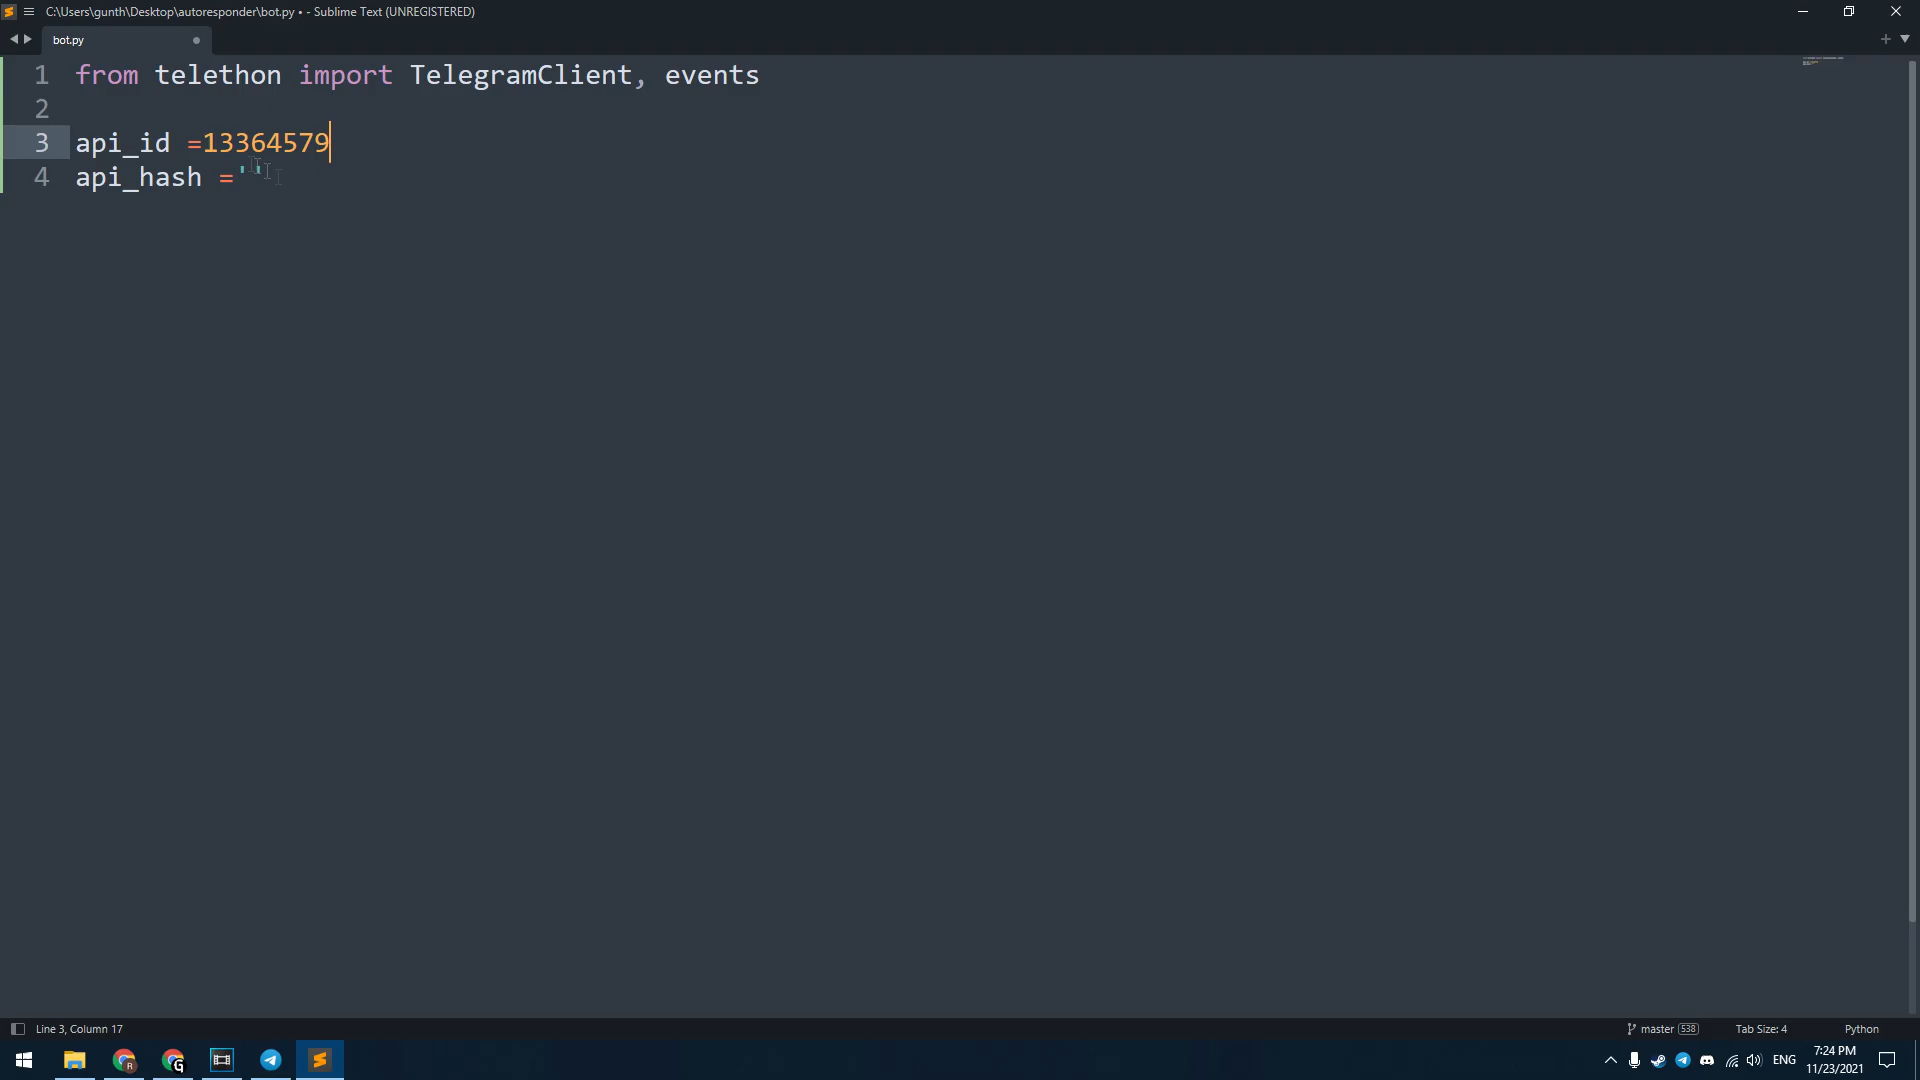 C:\Users\gunth\Desktop\autoresponder\bot.py • - Sublime Text (UNREGISTERED)
bot.py
1 from telethon import TelegramClient, events
2
3 api_id =13364579
4 api_hash =''
Line 3, Column 17
master 538
Tab Size: 4
Python
ENG
7:24 PM
11/23/2021